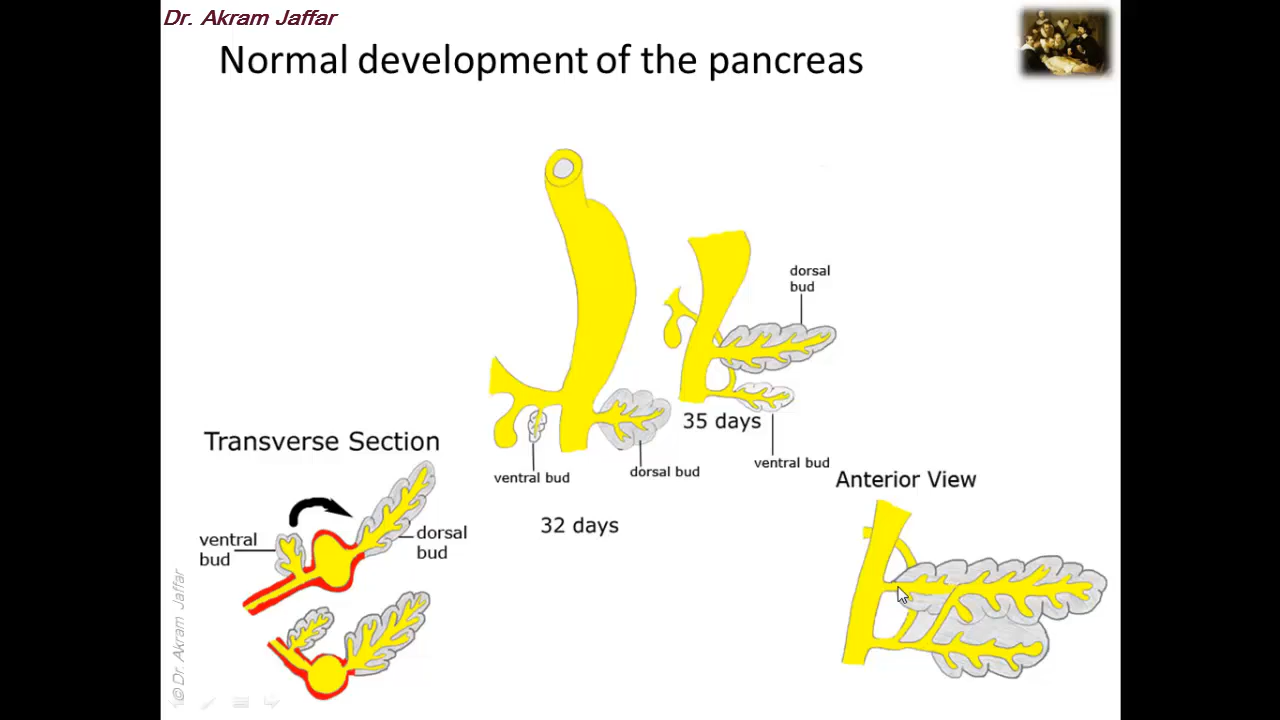 Dr. Akram Jaffar
Normal development of the pancreas
dorsal
bud
35 days
ventral bud
ventral bud
dorsal bud
32 days
Transverse Section
ventral
bud
dorsal
bud
Anterior View
© Dr. Akram Jaffar